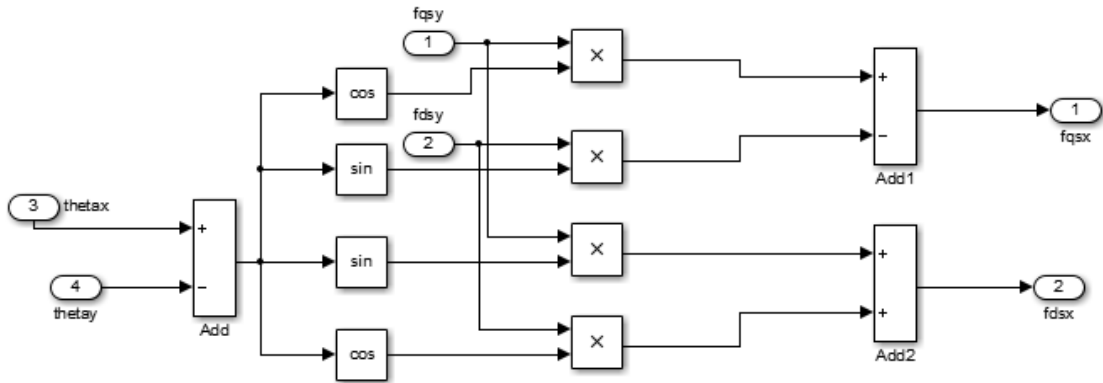 fqsy
1
×
cos
+
1
fqsx
fdsy
2
×
−
Add1
sin
3
thetax
+
×
+
sin
4
thetay
−
Add
2
fdsx
+
×
cos
Add2